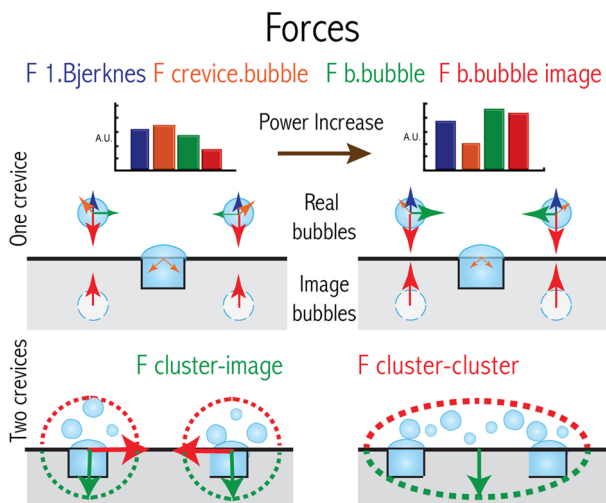 Forces
F 1.Bjerknes F crevice.bubble F b.bubble F b.bubble image
A.U.
Power Increase
A.U.
One crevice
Real
bubbles
Image
bubbles
Two crevices
F cluster-image
F cluster-cluster